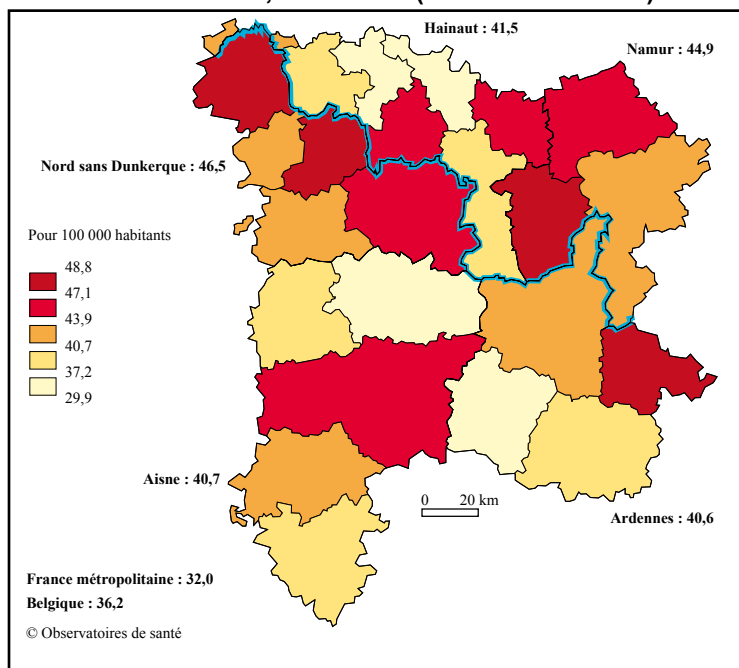 Hainaut : 41,5
Namur : 44,9
Nord sans Dunkerque : 46,5
Pour 100 000 habitants
48,8
47,1
43,9
40,7
37,2
29,9
Aisne : 40,7
0 20 km
Ardennes : 40,6
France métropolitaine : 32,0
Belgique : 36,2
© Observatoires de santé